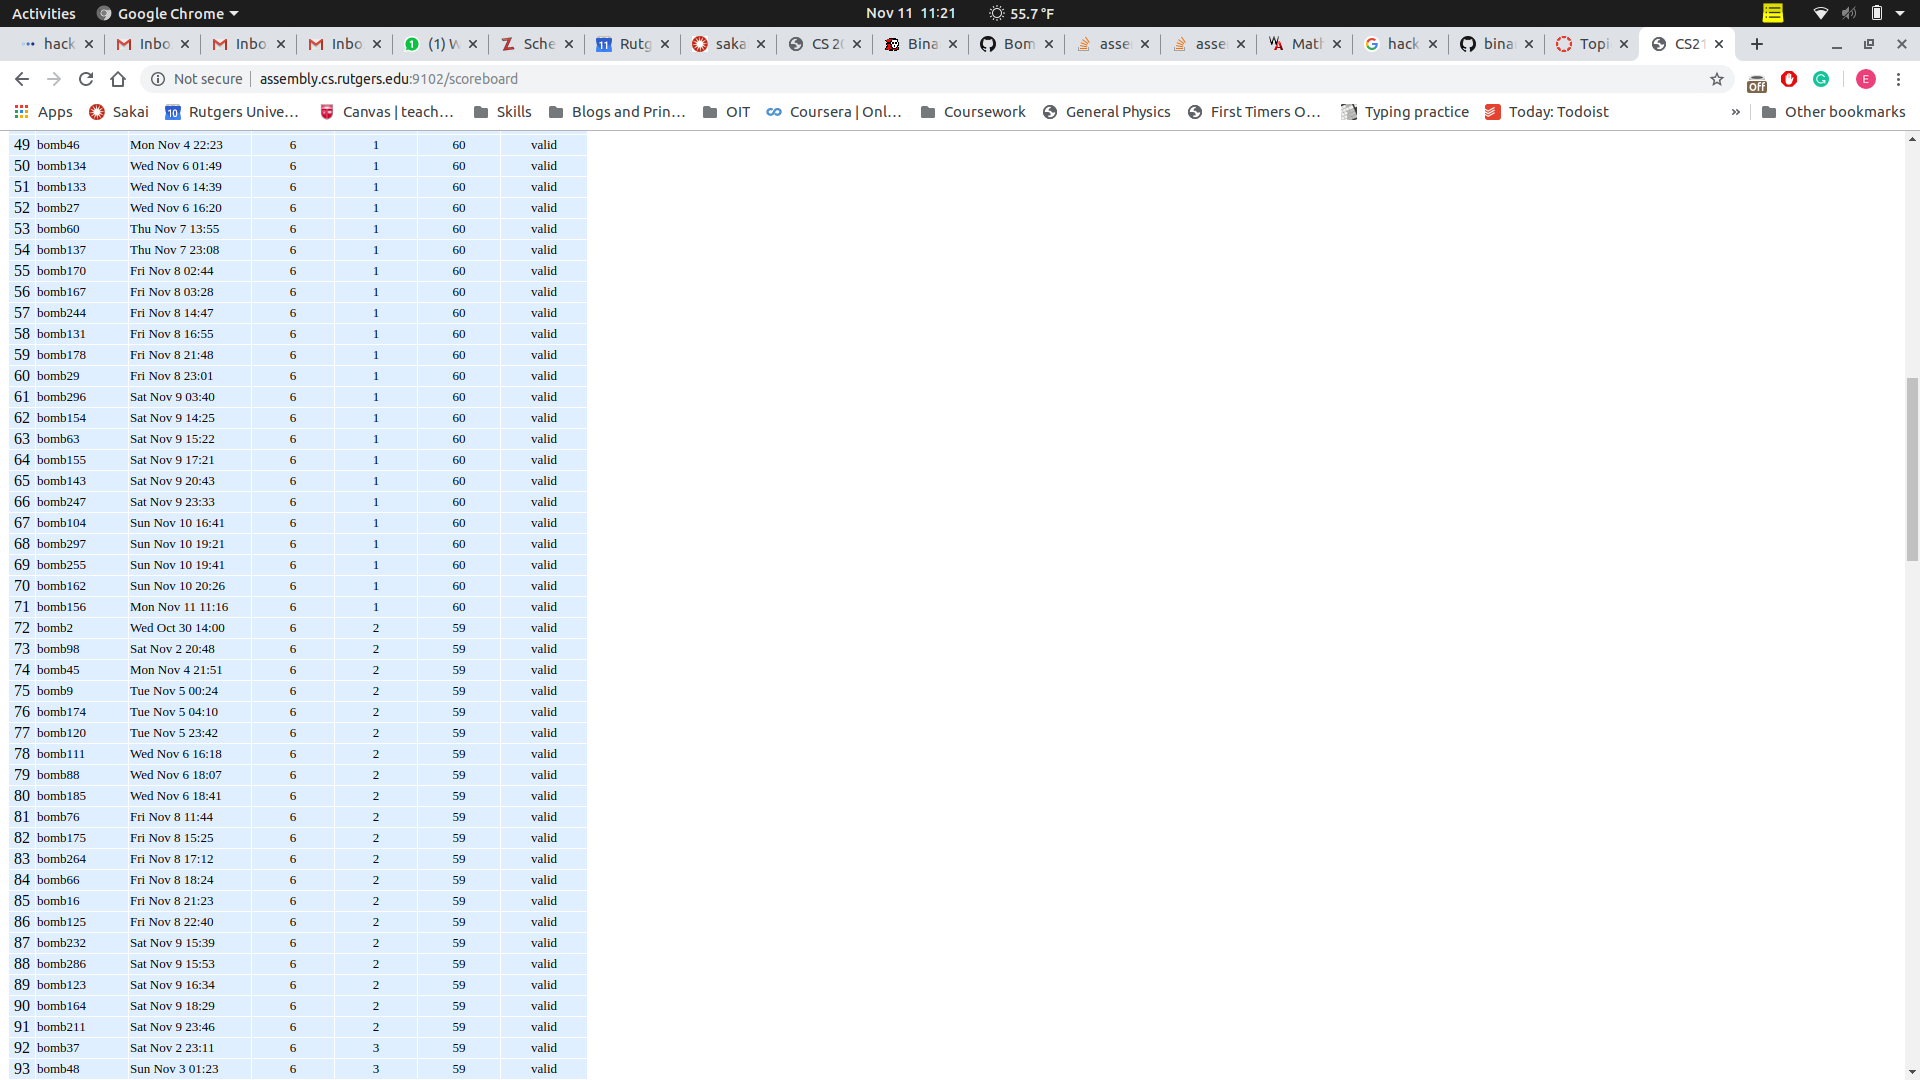 Activities Google Chrome Nov 11 11:21 55.7 °F
hack Inbo Inbo Inbo (1) W Sche Rutg saka CS 20 Bina Bom asse asse Math hack bina Topi CS21
Not secure assembly.cs.rutgers.edu:9102/scoreboard Off E
Apps Sakai Rutgers Unive... Canvas | teach... Skills Blogs and Prin... OIT Coursera | Onl... Coursework General Physics First Timers O... Typing practice Today: Todoist » Other bookmarks
49 bomb46 Mon Nov 4 22:23 6 1 60 valid
50 bomb134 Wed Nov 6 01:49 6 1 60 valid
51 bomb133 Wed Nov 6 14:39 6 1 60 valid
52 bomb27 Wed Nov 6 16:20 6 1 60 valid
53 bomb60 Thu Nov 7 13:55 6 1 60 valid
54 bomb137 Thu Nov 7 23:08 6 1 60 valid
55 bomb170 Fri Nov 8 02:44 6 1 60 valid
56 bomb167 Fri Nov 8 03:28 6 1 60 valid
57 bomb244 Fri Nov 8 14:47 6 1 60 valid
58 bomb131 Fri Nov 8 16:55 6 1 60 valid
59 bomb178 Fri Nov 8 21:48 6 1 60 valid
60 bomb29 Fri Nov 8 23:01 6 1 60 valid
61 bomb296 Sat Nov 9 03:40 6 1 60 valid
62 bomb154 Sat Nov 9 14:25 6 1 60 valid
63 bomb63 Sat Nov 9 15:22 6 1 60 valid
64 bomb155 Sat Nov 9 17:21 6 1 60 valid
65 bomb143 Sat Nov 9 20:43 6 1 60 valid
66 bomb247 Sat Nov 9 23:33 6 1 60 valid
67 bomb104 Sun Nov 10 16:41 6 1 60 valid
68 bomb297 Sun Nov 10 19:21 6 1 60 valid
69 bomb255 Sun Nov 10 19:41 6 1 60 valid
70 bomb162 Sun Nov 10 20:26 6 1 60 valid
71 bomb156 Mon Nov 11 11:16 6 1 60 valid
72 bomb2 Wed Oct 30 14:00 6 2 59 valid
73 bomb98 Sat Nov 2 20:48 6 2 59 valid
74 bomb45 Mon Nov 4 21:51 6 2 59 valid
75 bomb9 Tue Nov 5 00:24 6 2 59 valid
76 bomb174 Tue Nov 5 04:10 6 2 59 valid
77 bomb120 Tue Nov 5 23:42 6 2 59 valid
78 bomb111 Wed Nov 6 16:18 6 2 59 valid
79 bomb88 Wed Nov 6 18:07 6 2 59 valid
80 bomb185 Wed Nov 6 18:41 6 2 59 valid
81 bomb76 Fri Nov 8 11:44 6 2 59 valid
82 bomb175 Fri Nov 8 15:25 6 2 59 valid
83 bomb264 Fri Nov 8 17:12 6 2 59 valid
84 bomb66 Fri Nov 8 18:24 6 2 59 valid
85 bomb16 Fri Nov 8 21:23 6 2 59 valid
86 bomb125 Fri Nov 8 22:40 6 2 59 valid
87 bomb232 Sat Nov 9 15:39 6 2 59 valid
88 bomb286 Sat Nov 9 15:53 6 2 59 valid
89 bomb123 Sat Nov 9 16:34 6 2 59 valid
90 bomb164 Sat Nov 9 18:29 6 2 59 valid
91 bomb211 Sat Nov 9 23:46 6 2 59 valid
92 bomb37 Sat Nov 2 23:11 6 3 59 valid
93 bomb48 Sun Nov 3 01:23 6 3 59 valid